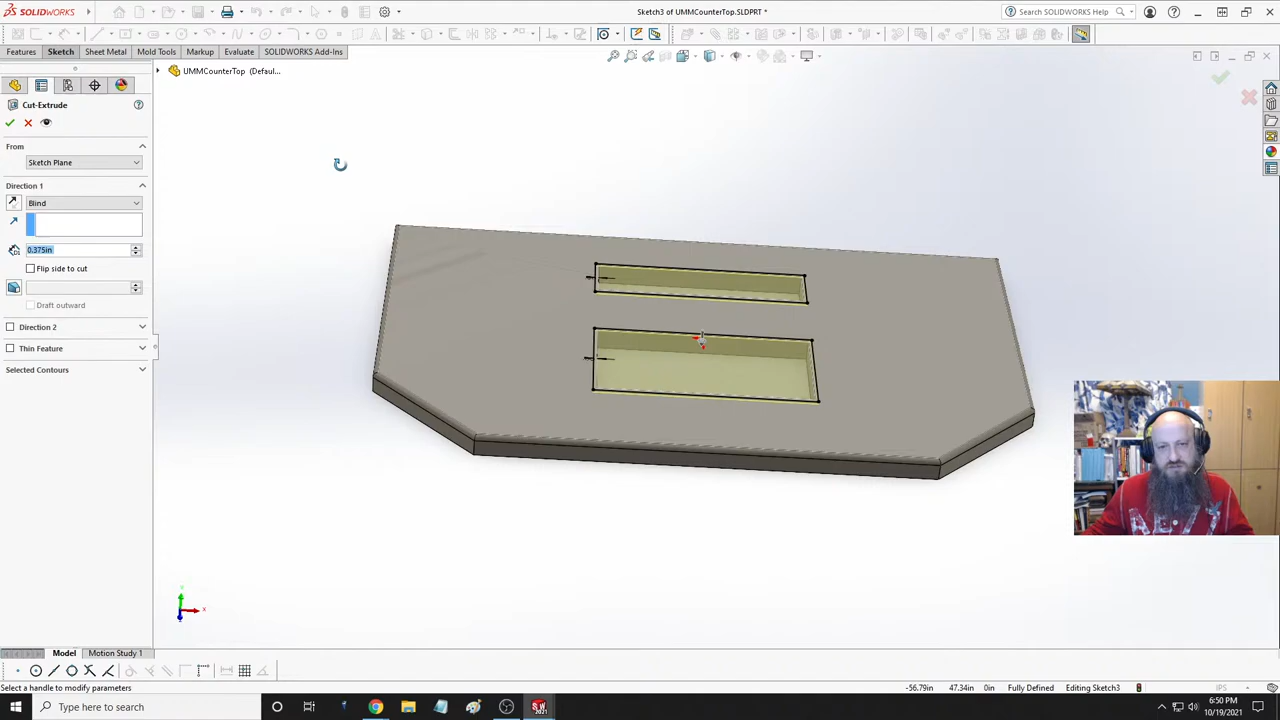 SOLIDWORKS
Sketch3 of UMMCounterTop.SLDPRT *
Search SOLIDWORKS Help
Features
Sketch
Sheet Metal
Mold Tools
Markup
Evaluate
SOLIDWORKS Add-Ins
UMMCounterTop (Defaul...
Cut-Extrude
From
Sketch Plane
Direction 1
Blind
0.375in
Flip side to cut
Draft outward
Direction 2
Thin Feature
Selected Contours
Y
X
Model
Motion Study 1
Select a handle to modify parameters
-56.79in
47.34in
0in
Fully Defined
Editing Sketch3
IPS
Type here to search
6:50 PM
10/19/2021